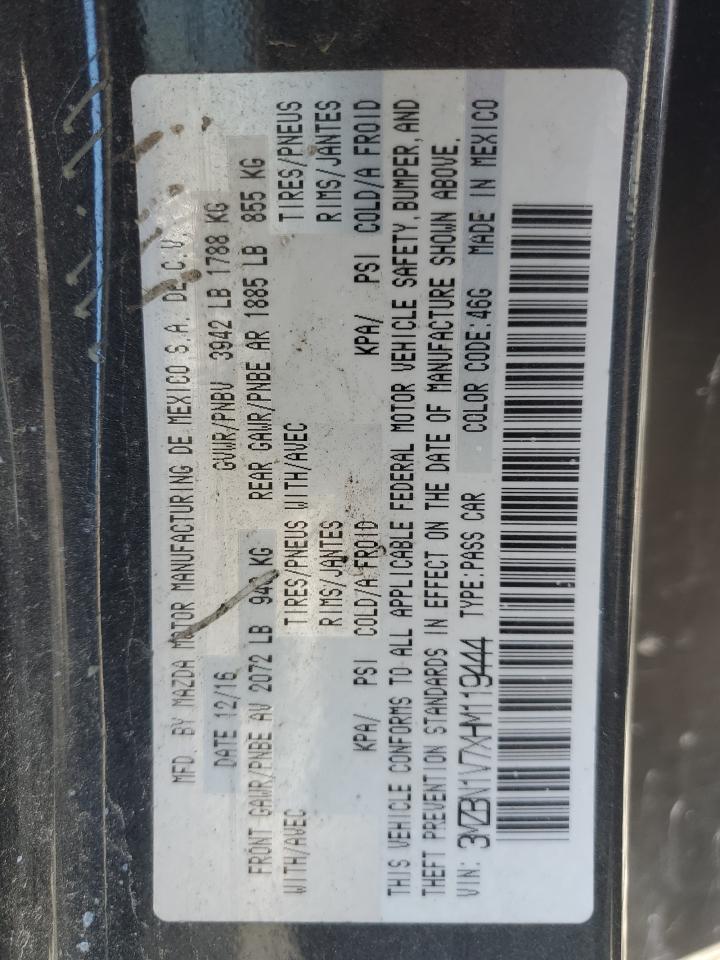 MFD. BY MAZDA MOTOR MANUFACTURING DE MEXICO S.A. DE C.V.
DATE 12/16 GVWR/PNBV 3942 LB 1788 KG
FRONT GAWR/PNBE AV 2072 LB KG REAR GAWR/PNBE AR 1885 LB 855 KG
WITH/AVEC TIRES/PNEUS WITH/AVEC TIRES/PNEUS
RIMS/JANTES RIMS/JANTES
KPA/ PSI COLD/A FROID KPA/ PSI COLD/A FROID
THIS VEHICLE CONFORMS TO ALL APPLICABLE FEDERAL MOTOR VEHICLE SAFETY, BUMPER, AND
THEFT PREVENTION STANDARDS IN EFFECT ON THE DATE OF MANUFACTURE SHOWN ABOVE.
VIN: 3MZBN1V7XHM119444 TYPE:PASS CAR COLOR CODE:46G MADE IN MEXICO